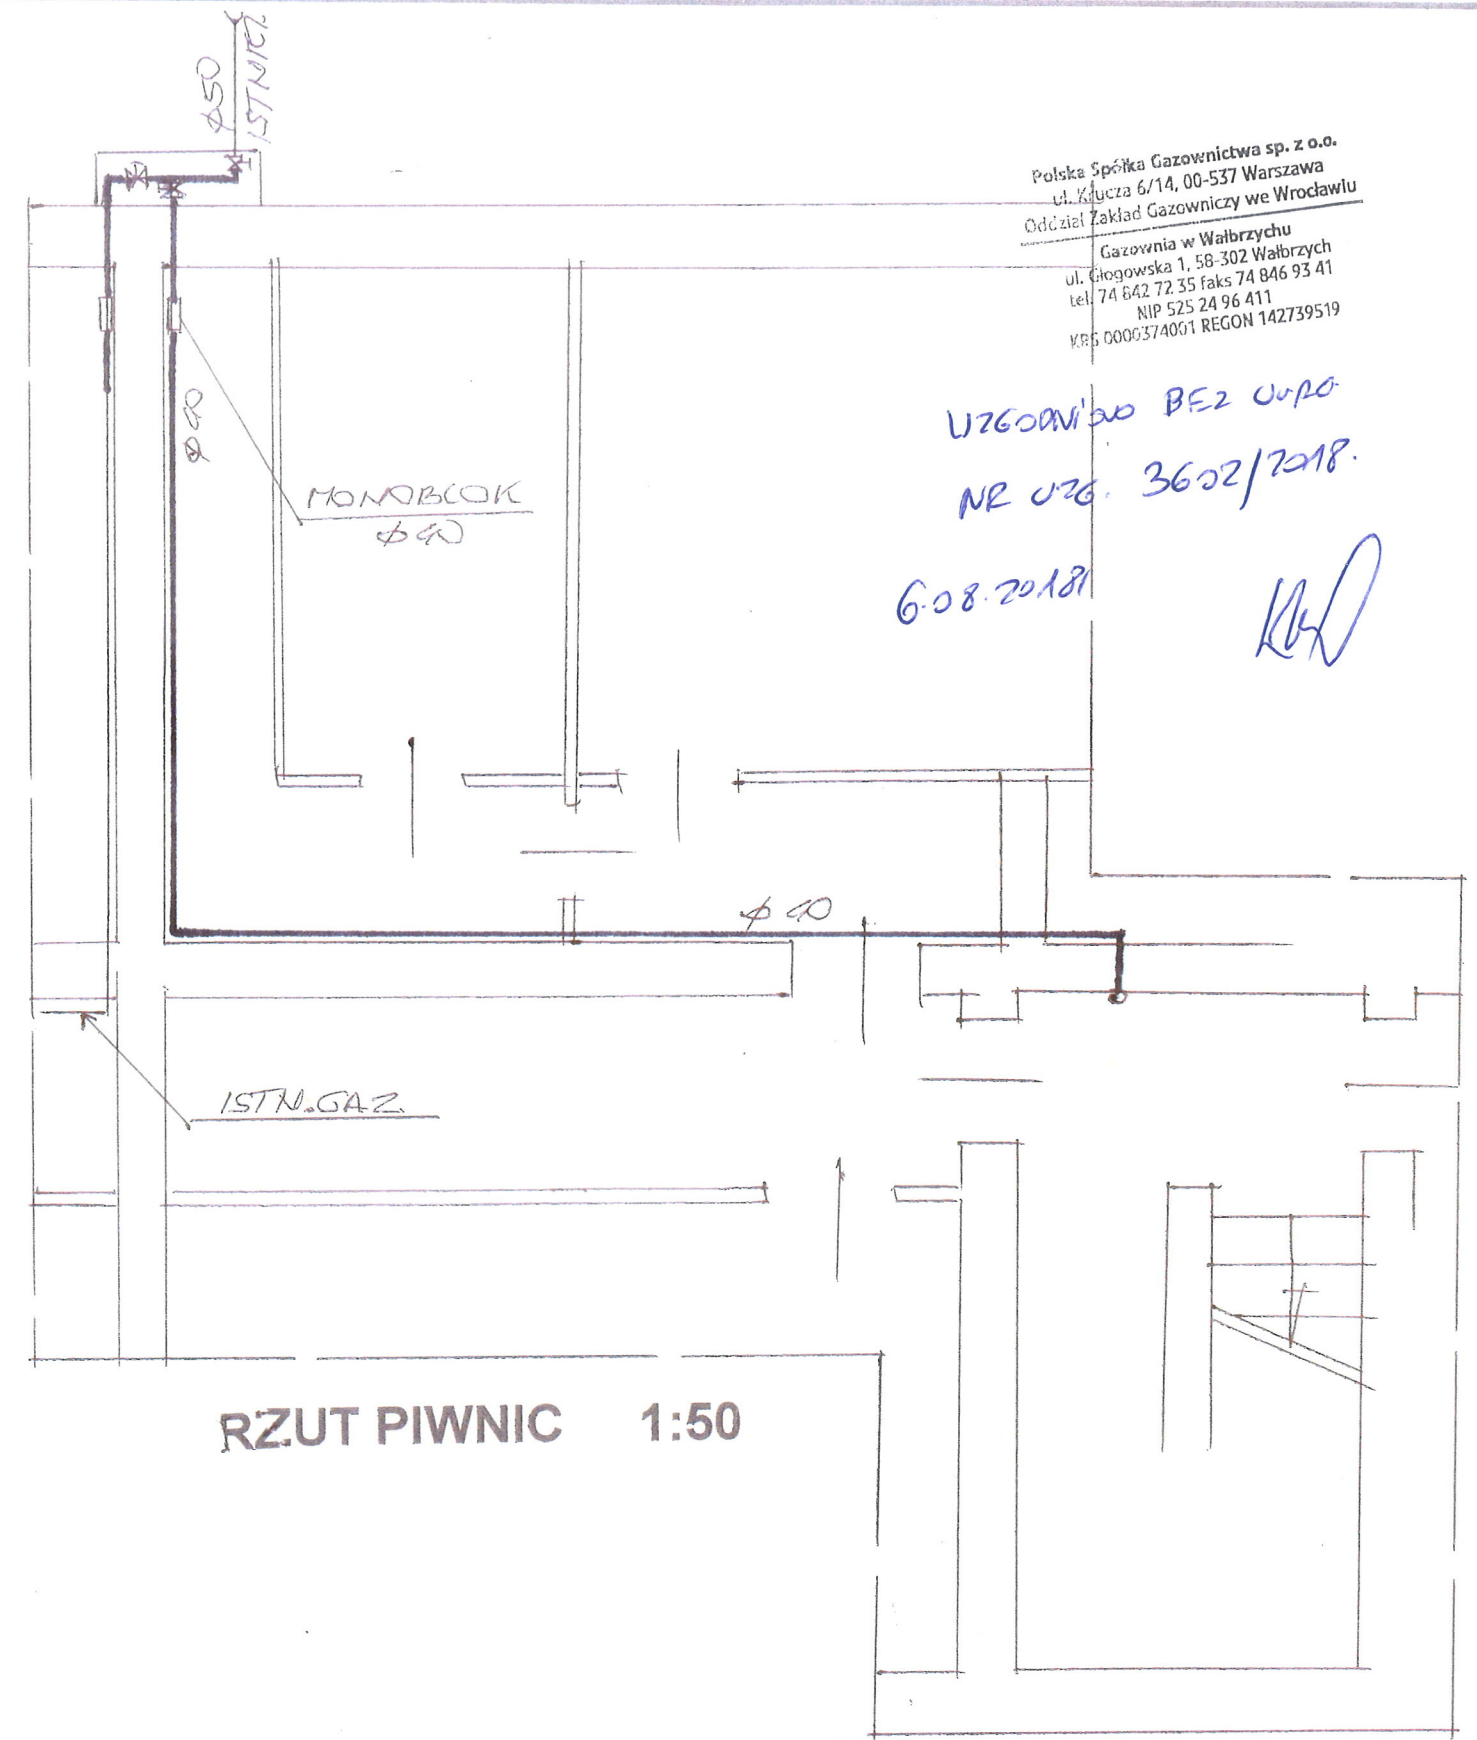 ø50
ISTNIEJ.
Polska Spółka Gazownictwa sp. z o.o.
ul. Krucza 6/14, 00-537 Warszawa
Oddział Zakład Gazowniczy we Wrocławiu
Gazownia w Wałbrzychu
ul. Głogowska 1, 58-302 Wałbrzych
tel. 74 842 72 35 faks 74 846 93 41
NIP 525 24 96 411
KRS 0000374001 REGON 142739519
UZGODNIONO BEZ UWAG
NR UZG. 3602/2018.
6.08.2018r
ø40
MONOBLOK
ø40
ø40
ISTN.GAZ
RZUT PIWNIC 1:50